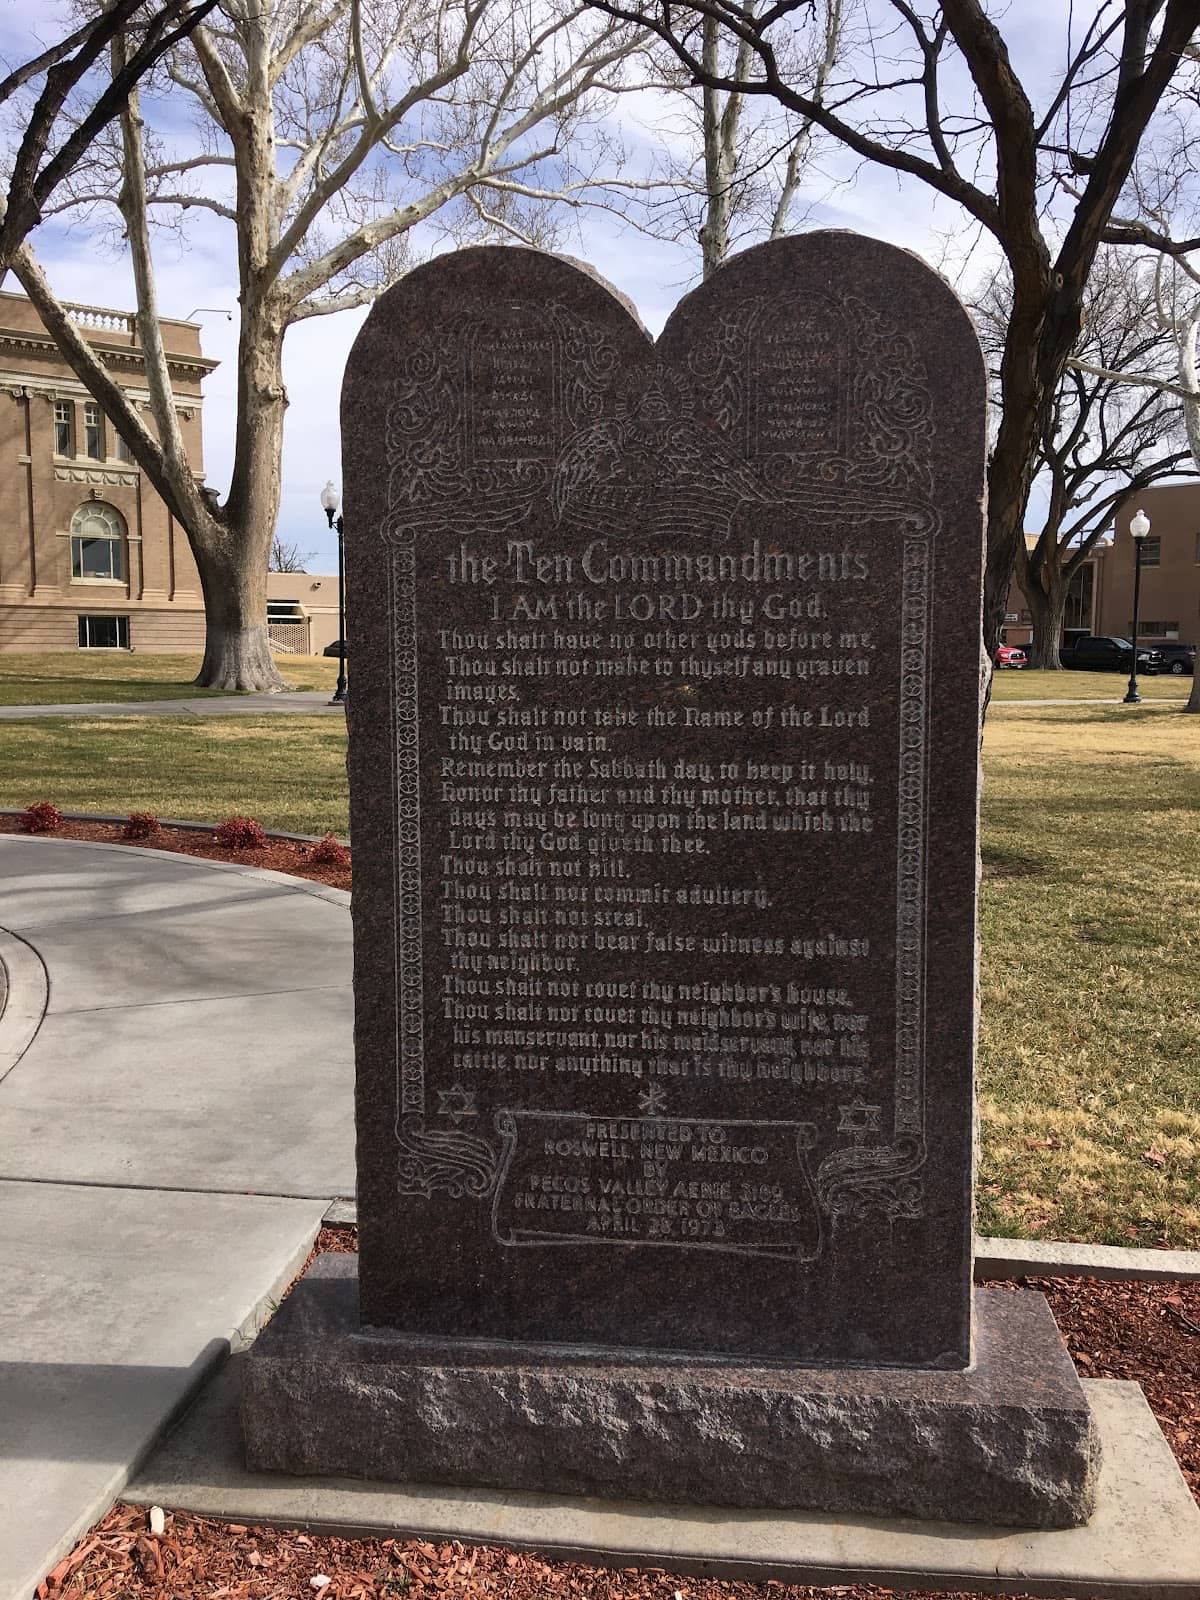 the Ten Commandments
I AM the LORD thy God.
Thou shalt have no other gods before me.
Thou shalt not make to thyself any graven
images.
Thou shalt not take the Name of the Lord
thy God in vain.
Remember the Sabbath day, to keep it holy.
Honor thy father and thy mother, that thy
days may be long upon the land which the
Lord thy God giveth thee.
Thou shalt not kill.
Thou shalt not commit adultery.
Thou shalt not steal.
Thou shalt not bear false witness against
thy neighbor.
Thou shalt not covet thy neighbor's house.
Thou shalt not covet thy neighbor's wife, nor
his manservant, nor his maidservant, nor his
cattle, nor anything that is thy neighbor's.
PRESENTED TO
ROSWELL, NEW MEXICO
BY
PECOS VALLEY AERIE
FRATERNAL ORDER OF EAGLES
APRIL 28, 1973